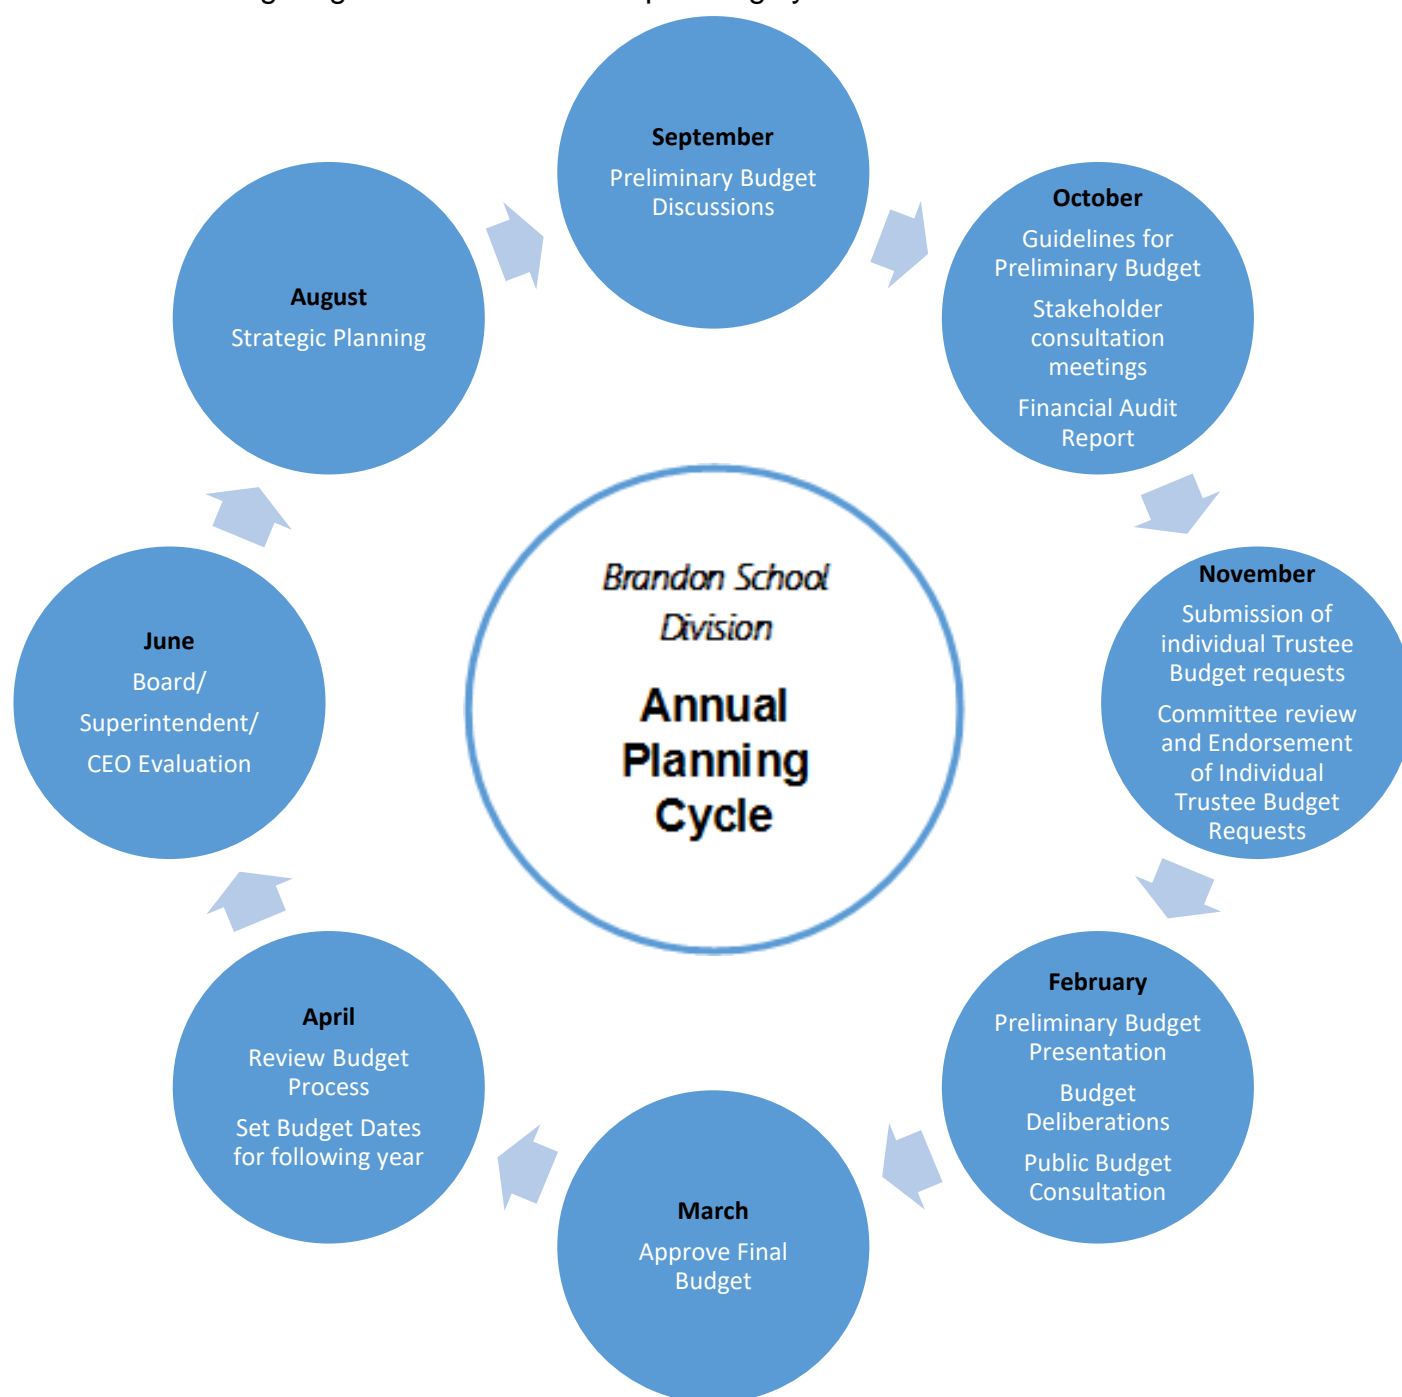 September
Preliminary Budget
Discussions
October
Guidelines for
Preliminary Budget
Stakeholder
consultation
meetings
Financial Audit
Report
November
Submission of
individual Trustee
Budget requests
Committee review
and Endorsement
of Individual
Trustee Budget
Requests
February
Preliminary Budget
Presentation
Budget
Deliberations
Public Budget
Consultation
March
Approve Final
Budget
April
Review Budget
Process
Set Budget Dates
for following year
June
Board/
Superintendent/
CEO Evaluation
August
Strategic Planning
Brandon School
Division
Annual
Planning
Cycle